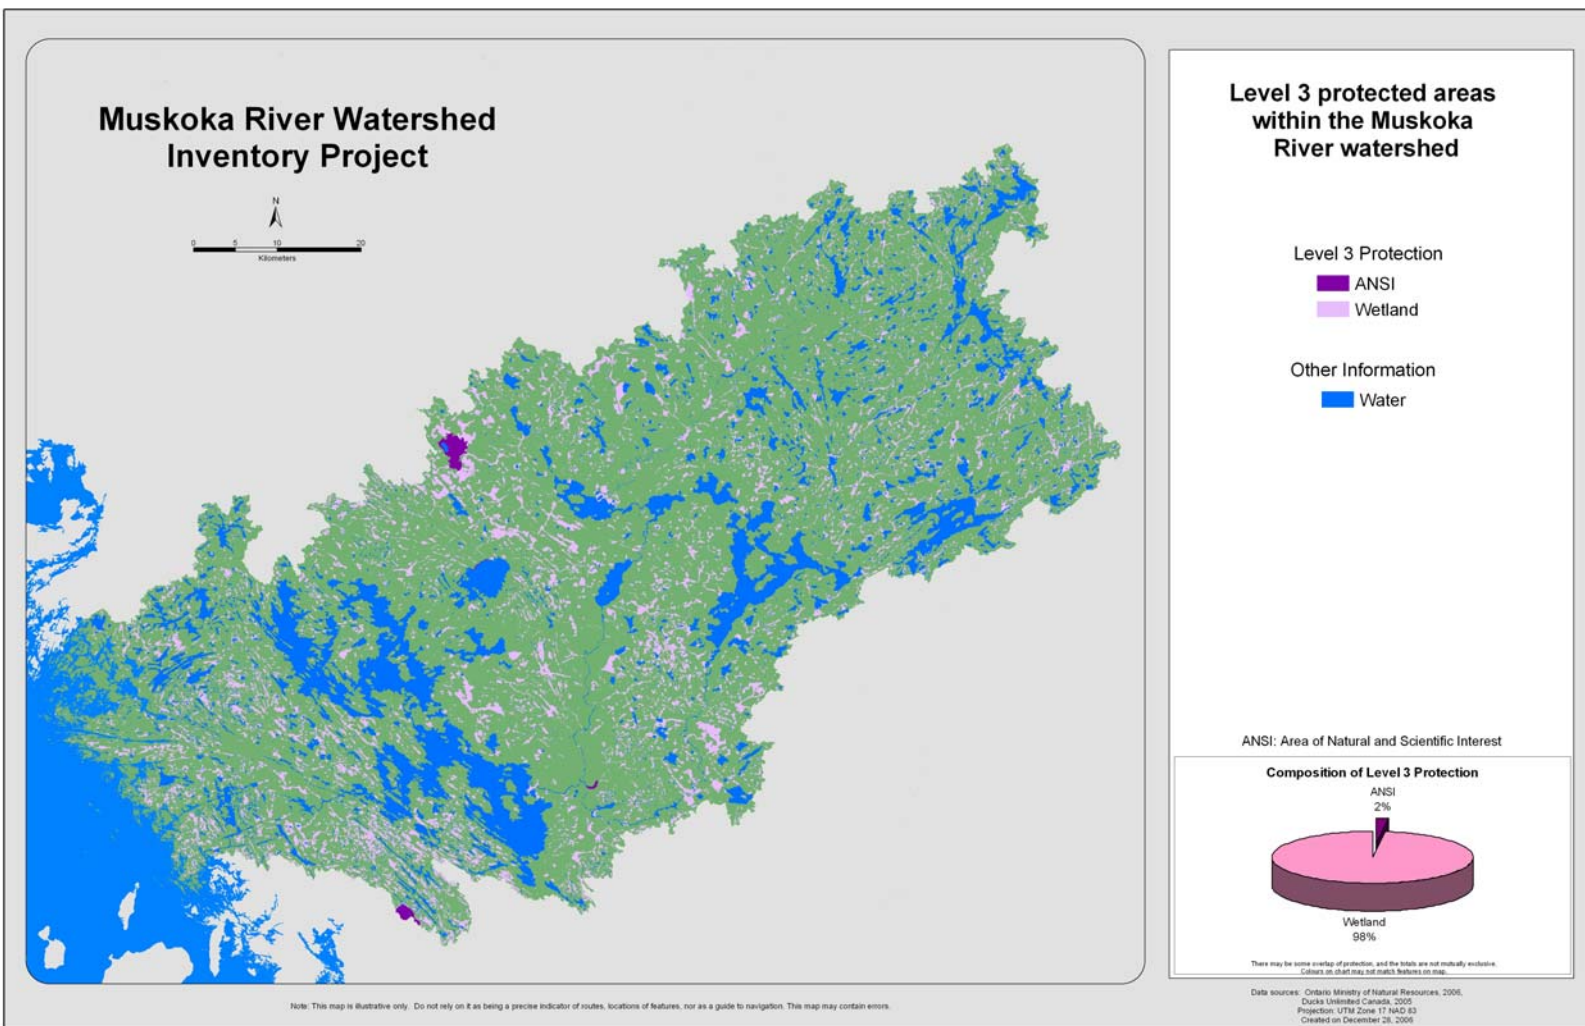 Muskoka River Watershed
Inventory Project
N
0 5 10 20
Kilometers
Level 3 protected areas
within the Muskoka
River watershed
Level 3 Protection
ANSI
Wetland
Other Information
Water
ANSI: Area of Natural and Scientific Interest
Composition of Level 3 Protection
ANSI
2%
Wetland
98%
There may be some overlap of protection, and the totals are not mutually exclusive.
Colours on chart may not match features on map.
Note: This map is illustrative only. Do not rely on it as being a precise indicator of routes, locations of features, nor as a guide to navigation. This map may contain errors.
Data sources: Ontario Ministry of Natural Resources, 2006,
Ducks Unlimited Canada, 2005
Projection: UTM Zone 17 NAD 83
Created on December 28, 2006